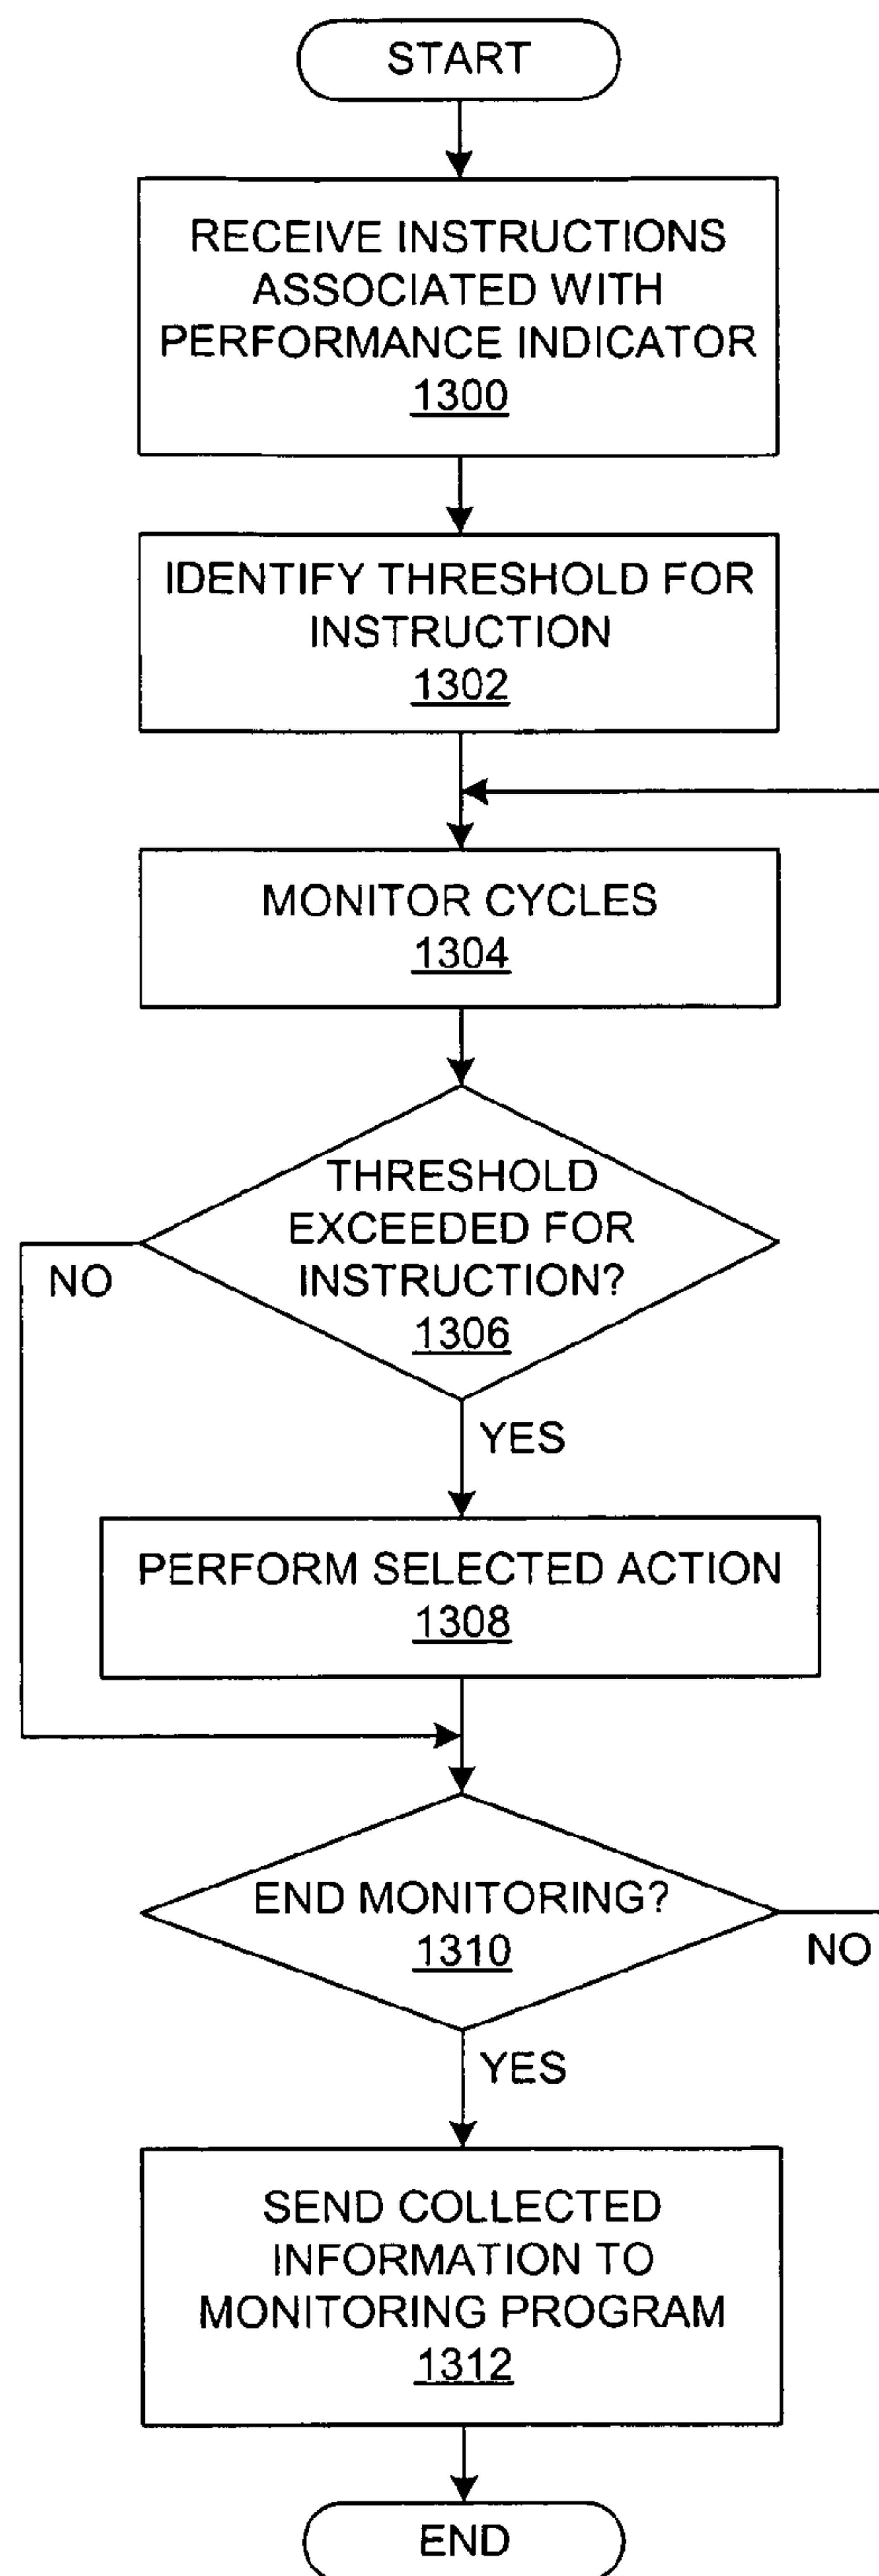 START
RECEIVE INSTRUCTIONS
ASSOCIATED WITH
PERFORMANCE INDICATOR
1300
IDENTIFY THRESHOLD FOR
INSTRUCTION
1302
MONITOR CYCLES
1304
THRESHOLD
EXCEEDED FOR
INSTRUCTION?
1306
NO
YES
PERFORM SELECTED ACTION
1308
END MONITORING?
1310
NO
YES
SEND COLLECTED
INFORMATION TO
MONITORING PROGRAM
1312
END